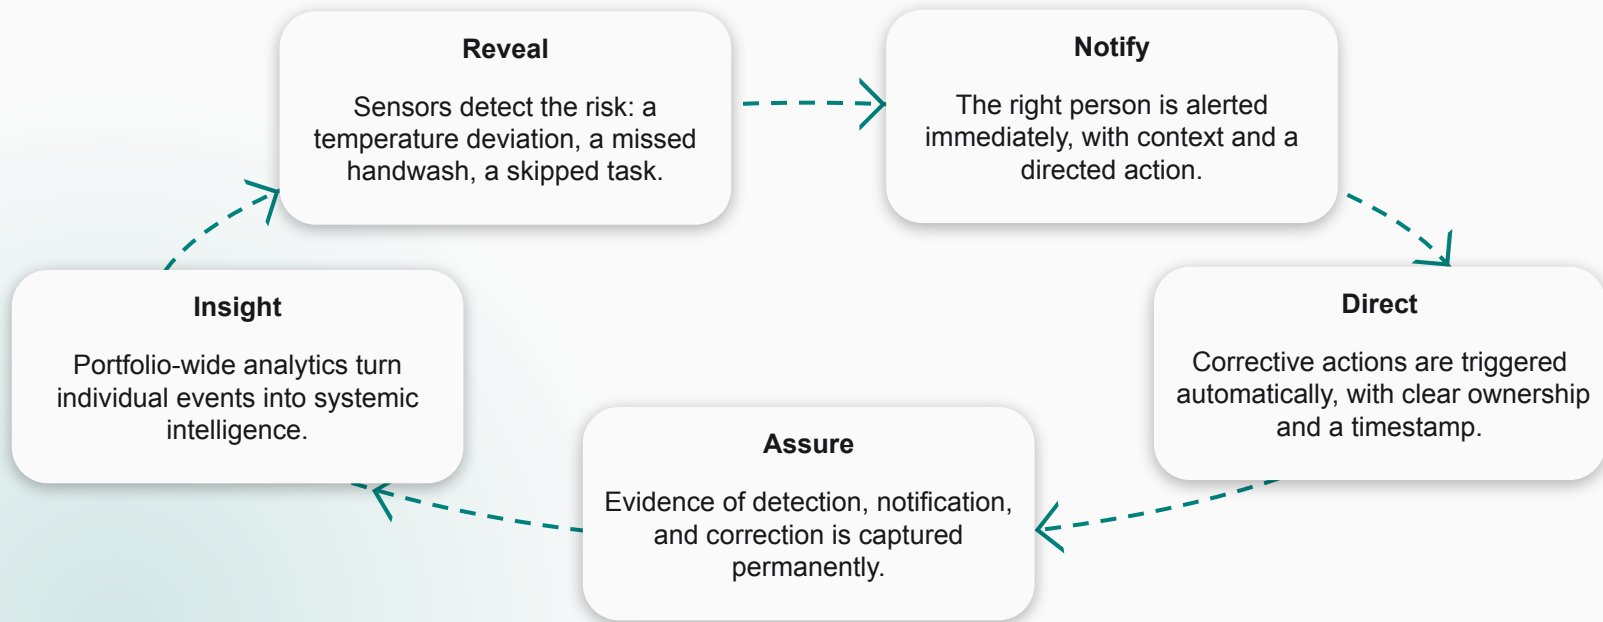 Reveal
Sensors detect the risk: a
temperature deviation, a missed
handwash, a skipped task.
Notify
The right person is alerted
immediately, with context and a
directed action.
Direct
Corrective actions are triggered
automatically, with clear ownership
and a timestamp.
Assure
Evidence of detection, notification,
and correction is captured
permanently.
Insight
Portfolio-wide analytics turn
individual events into systemic
intelligence.